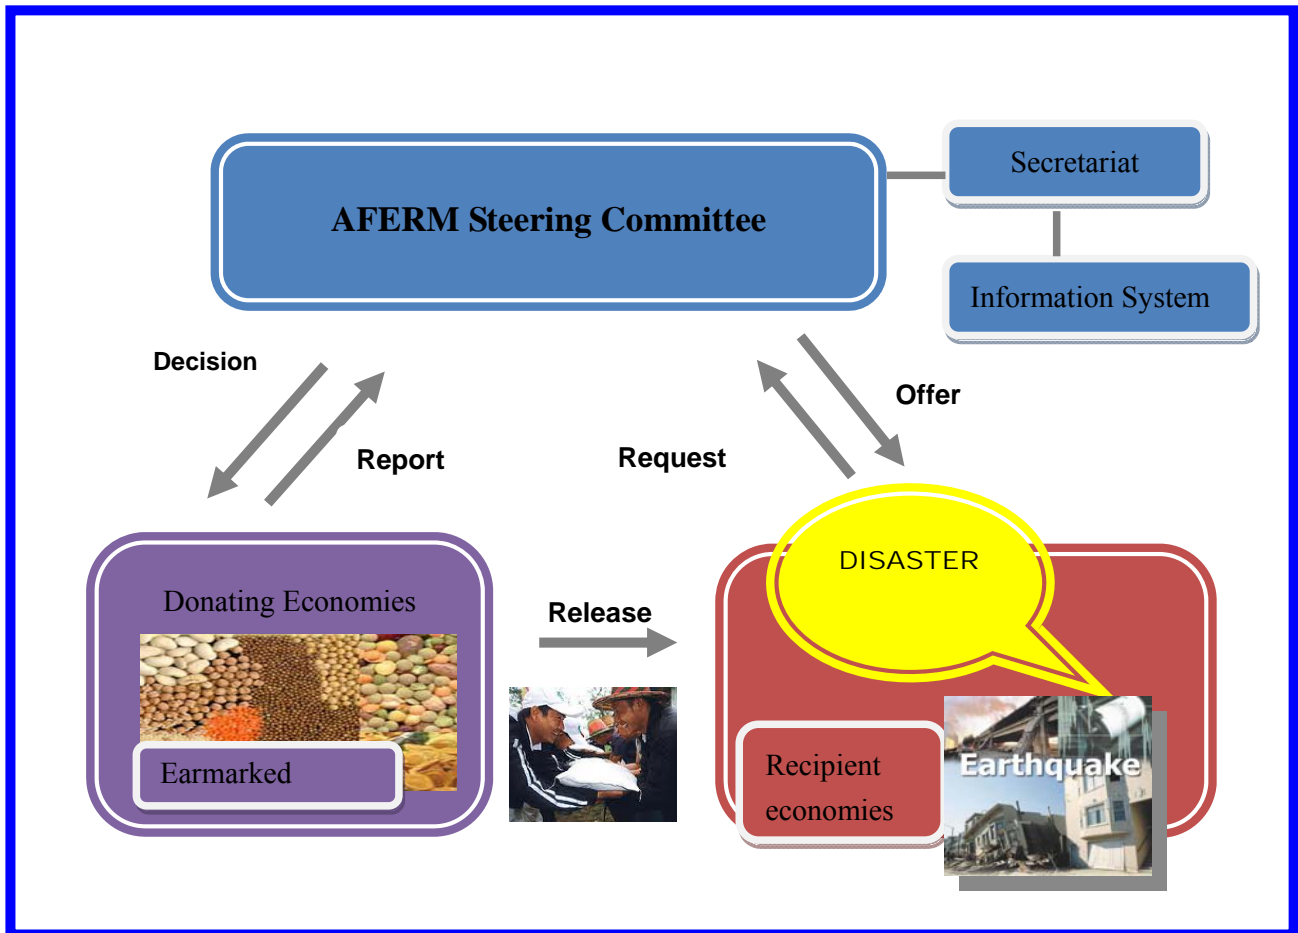 Secretariat
AFERM Steering Committee
Information System
Decision
Offer
Report
Request
DISASTER
Donating Economies
Release
Earmarked
Recipient
economies
Earthquake